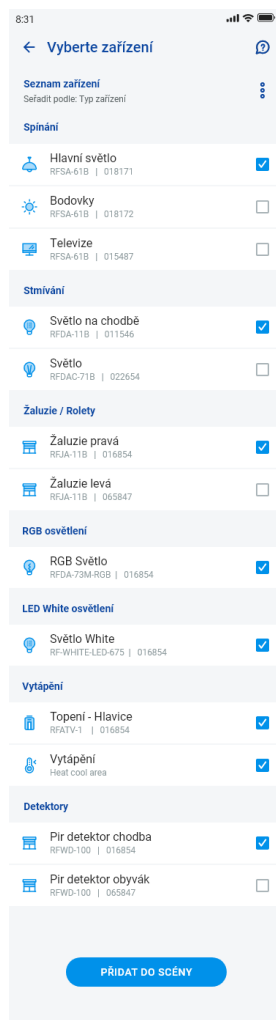 8:31
Vyberte zařízení
Seznam zařízení
Seřadit podle: Typ zařízení
Spínání
Hlavní světlo
RFSA-61B | 018171
Bodovky
RFSA-61B | 018172
Televize
RFSA-61B | 015487
Stmívání
Světlo na chodbě
RFDA-11B | 011546
Světlo
RFDAC-71B | 022654
Žaluzie / Rolety
Žaluzie pravá
RFJA-11B | 016854
Žaluzie levá
RFJA-11B | 065847
RGB osvětlení
RGB Světlo
RFDA-73M-RGB | 016854
LED White osvětlení
Světlo White
RF-WHITE-LED-675 | 016854
Vytápění
Topení - Hlavice
RFATV-1 | 016854
Vytápění
Heat cool area
Detektory
Pir detektor chodba
RFWD-100 | 016854
Pir detektor obyvák
RFWD-100 | 065847
PŘIDAT DO SCÉNY